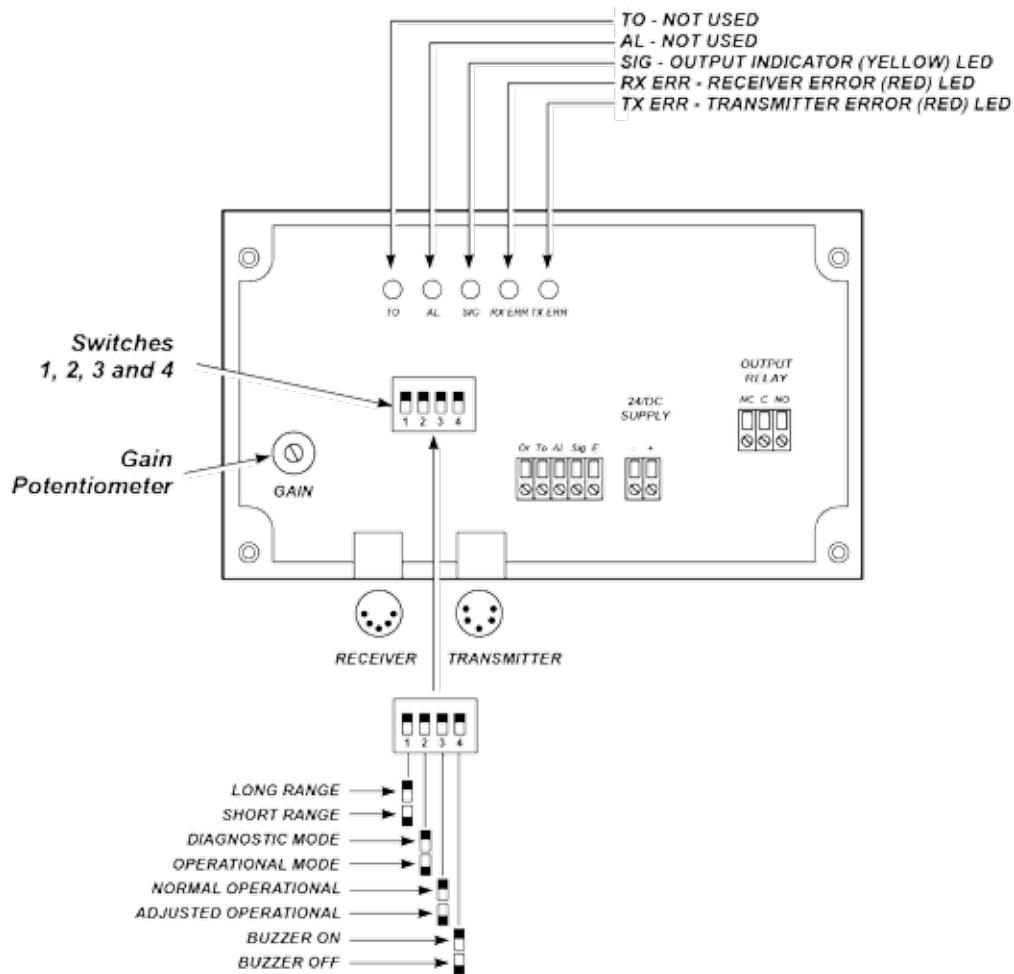 TO - NOT USED
AL - NOT USED
SIG - OUTPUT INDICATOR (YELLOW) LED
RX ERR - RECEIVER ERROR (RED) LED
TX ERR - TRANSMITTER ERROR (RED) LED
TO AL SIG RX ERR TX ERR
Switches
1, 2, 3 and 4
1 2 3 4
OUTPUT
RELAY
NC C NO
24/DC
SUPPLY
Or To Al Sig E
- +
Gain
Potentiometer
GAIN
RECEIVER
TRANSMITTER
1 2 3 4
LONG RANGE
SHORT RANGE
DIAGNOSTIC MODE
OPERATIONAL MODE
NORMAL OPERATIONAL
ADJUSTED OPERATIONAL
BUZZER ON
BUZZER OFF